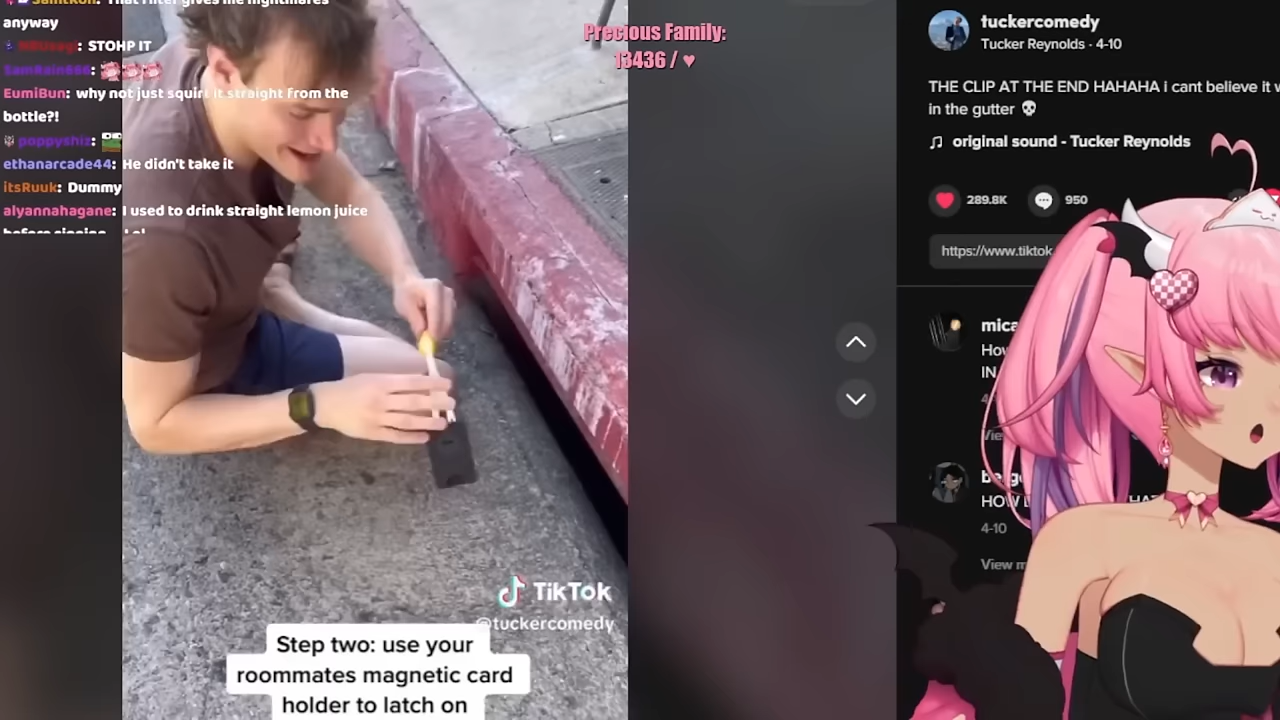 anyway
STOHP IT
EumiBun: why not just squirt it straight from the
bottle?!
poppyshiz:
ethanarcade44: He didn't take it
itsRuuk: Dummy
alyannahagane: I used to drink straight lemon juice
Precious Family:
13436 / ♥
tuckercomedy
Tucker Reynolds · 4-10
THE CLIP AT THE END HAHAHA i cant believe it
in the gutter 💀
original sound - Tucker Reynolds
289.8K
950
https://www.tiktok
4-10
TikTok
@tuckercomedy
Step two: use your
roommates magnetic card
holder to latch on